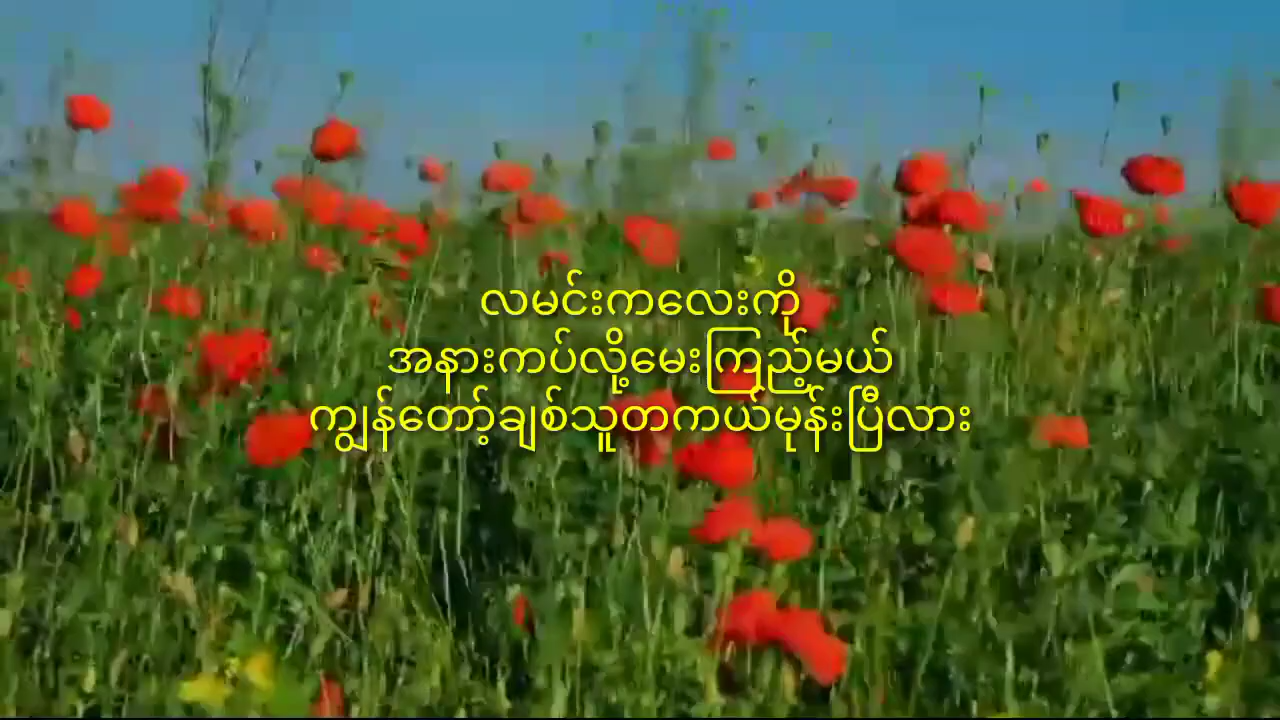 လမင်းကလေးကို
အနားကပ်လို့မေးကြည့်မယ်
ကျွန်တော့်ချစ်သူတကယ်မုန်းပြီလား